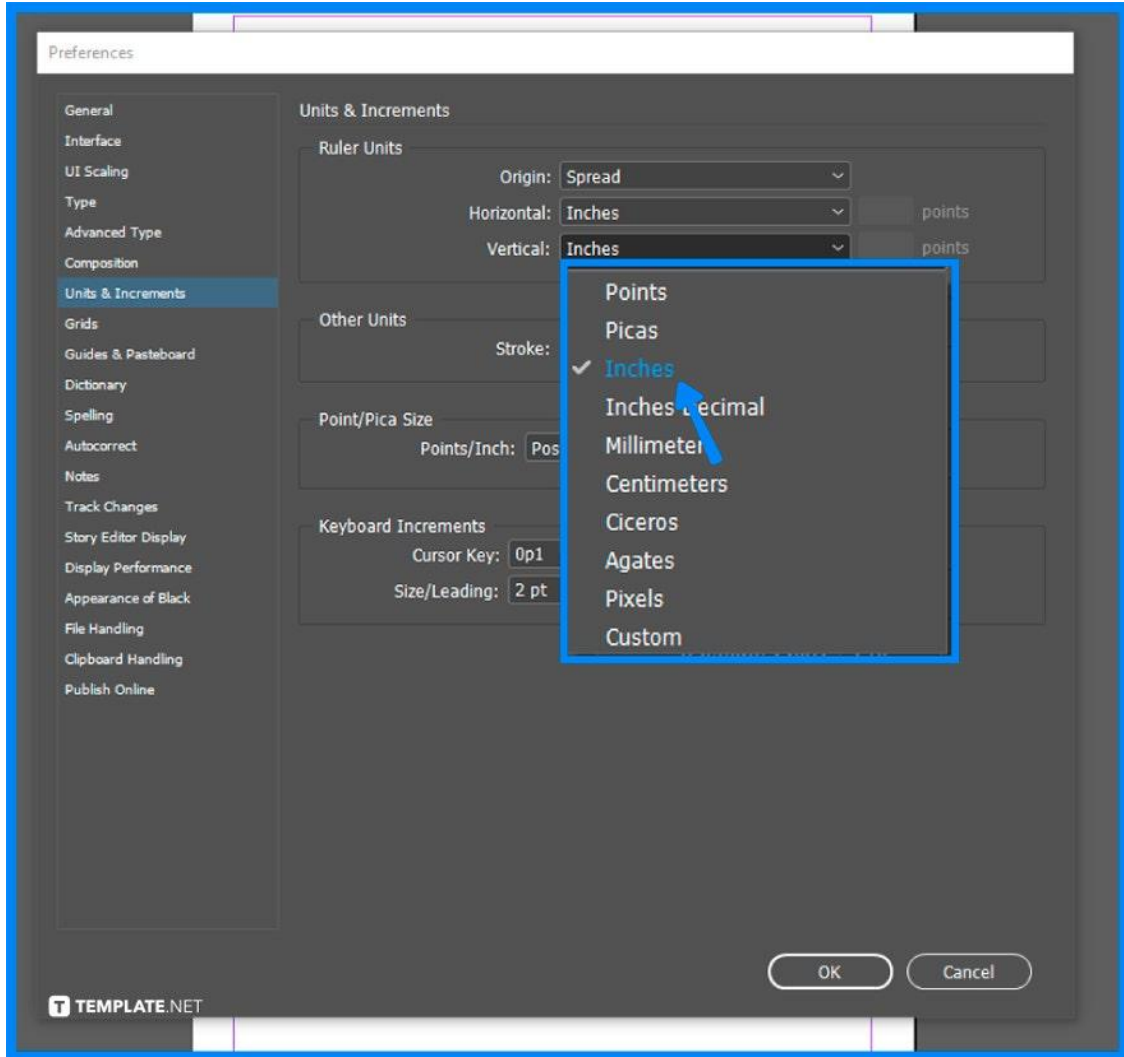 Preferences
General
Interface
UI Scaling
Type
Advanced Type
Composition
Units & Increments
Grids
Guides & Pasteboard
Dictionary
Spelling
Autocorrect
Notes
Track Changes
Story Editor Display
Display Performance
Appearance of Black
File Handling
Clipboard Handling
Publish Online
Units & Increments
Ruler Units
Origin: Spread
Horizontal: Inches points
Vertical: Inches points
Points
Picas
Inches
Inches Decimal
Millimeter
Centimeters
Ciceros
Agates
Pixels
Custom
Other Units
Stroke:
Point/Pica Size
Points/Inch: Pos
Keyboard Increments
Cursor Key: 0p1
Size/Leading: 2 pt
OK Cancel
T TEMPLATE.NET